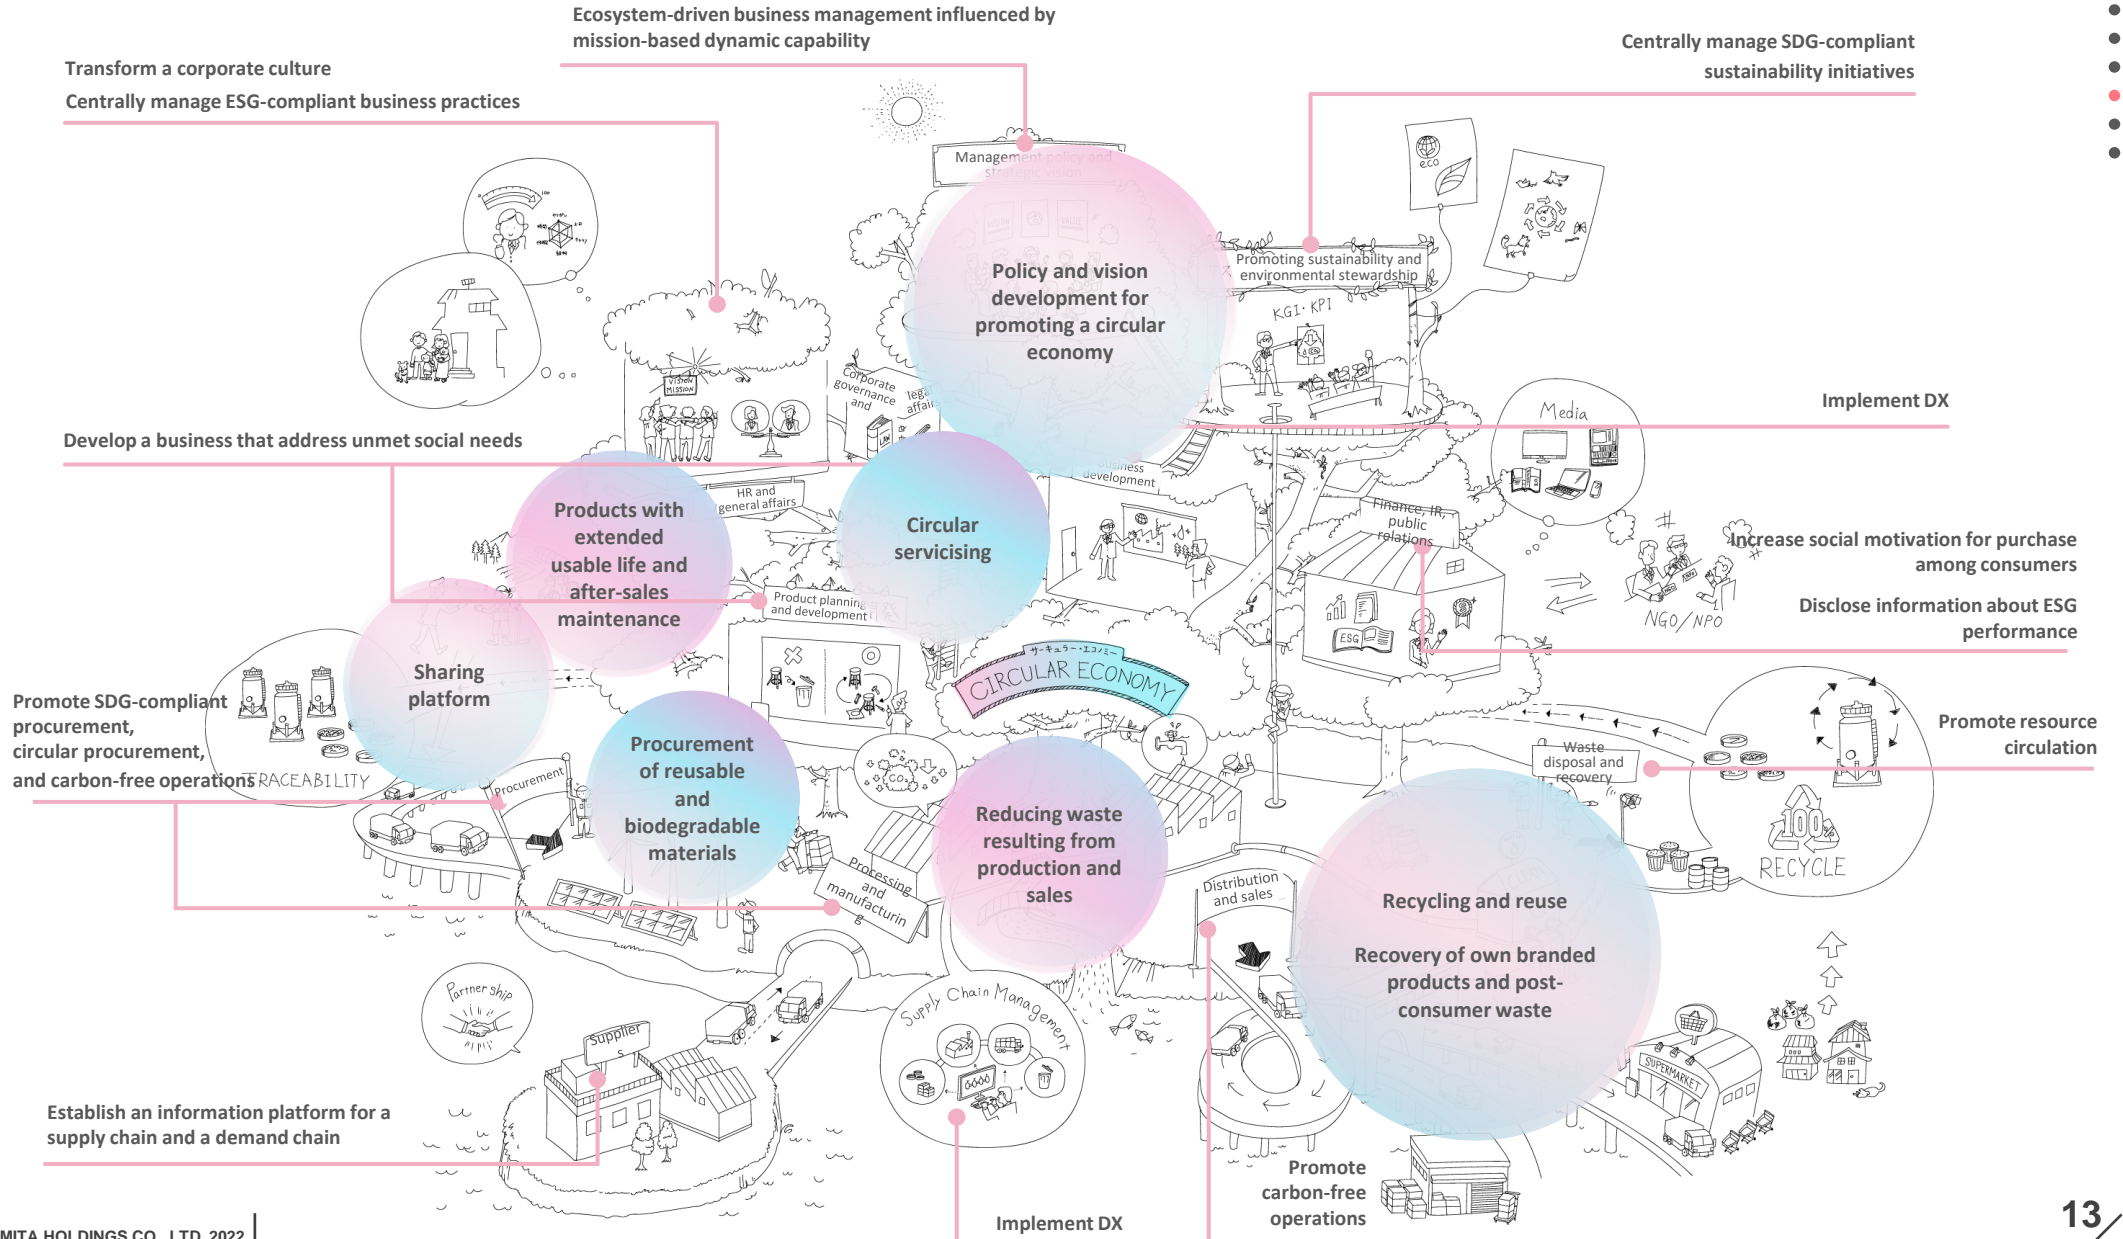 Ecosystem-driven business management influenced by
mission-based dynamic capability
Centrally manage SDG-compliant
sustainability initiatives
Transform a corporate culture
Centrally manage ESG-compliant business practices
Management policy and
strategic vision
eco
100
Policy and vision
development for
promoting a circular
economy
Promoting sustainability and
environmental stewardship
KGI・KPI
VISION
MISSION
Corporate
governance
and
legal
affairs
Implement DX
Media
Develop a business that address unmet social needs
Business
development
HR and
general affairs
Products with
extended
usable life and
after-sales
maintenance
Circular
servicising
Finance, IR,
public
relations
Increase social motivation for purchase
among consumers
Disclose information about ESG
performance
NGO/NPO
ESG
Product planning
and development
サーキュラー・エコノミー
CIRCULAR ECONOMY
Sharing
platform
Promote SDG-compliant
procurement,
circular procurement,
and carbon-free operations
TRACEABILITY
Procurement
Procurement
of reusable
and
biodegradable
materials
CO₂
Promote resource
circulation
Waste
disposal and
recovery
100%
RECYCLE
Reducing waste
resulting from
production and
sales
Processing
and
manufacturin
g
Distribution
and sales
Recycling and reuse
Recovery of own branded
products and post-
consumer waste
Partnership
Supply Chain Management
Supplier
s
SUPERMARKET
Establish an information platform for a
supply chain and a demand chain
Promote
carbon-free
operations
Implement DX
MITA HOLDINGS CO., LTD. 2022
13